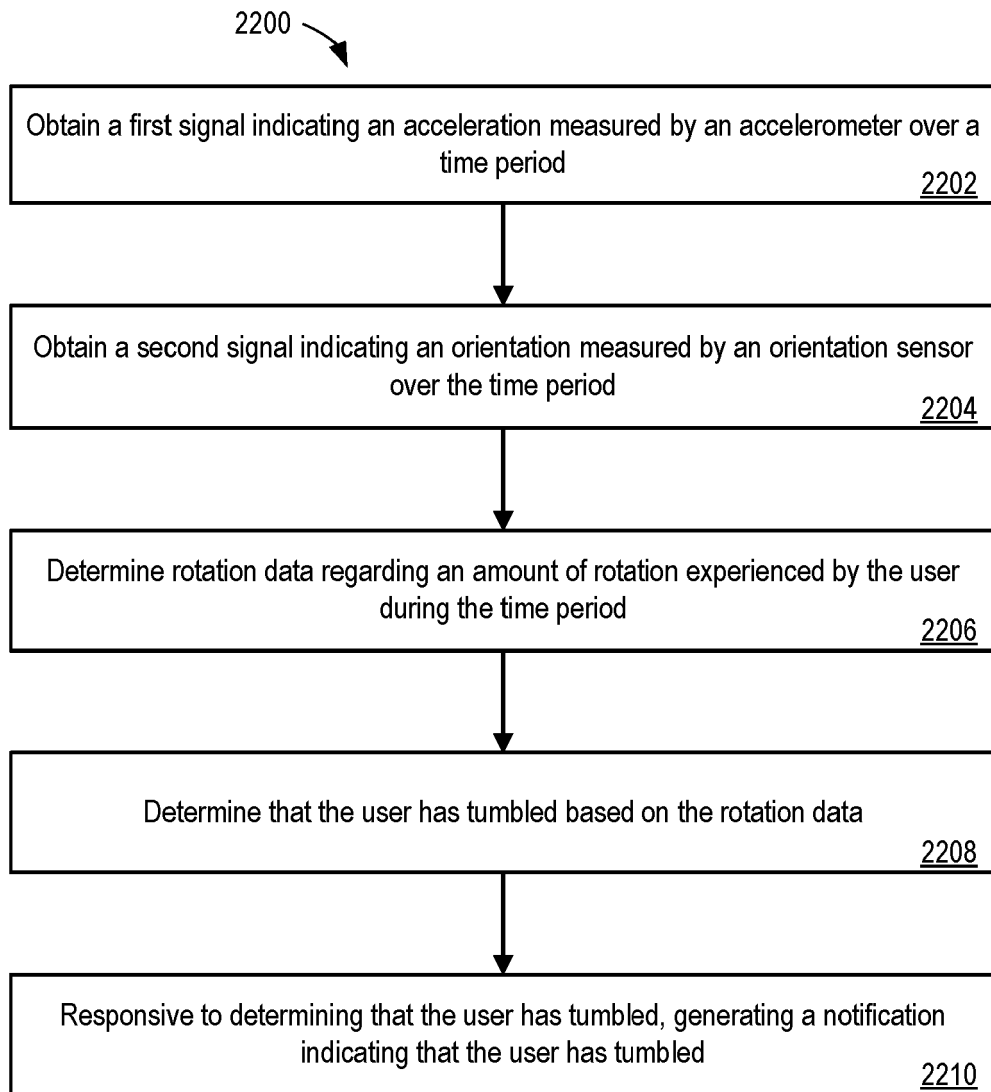 2200
Obtain a first signal indicating an acceleration measured by an accelerometer over a
time period
2202
Obtain a second signal indicating an orientation measured by an orientation sensor
over the time period
2204
Determine rotation data regarding an amount of rotation experienced by the user
during the time period
2206
Determine that the user has tumbled based on the rotation data
2208
Responsive to determining that the user has tumbled, generating a notification
indicating that the user has tumbled
2210